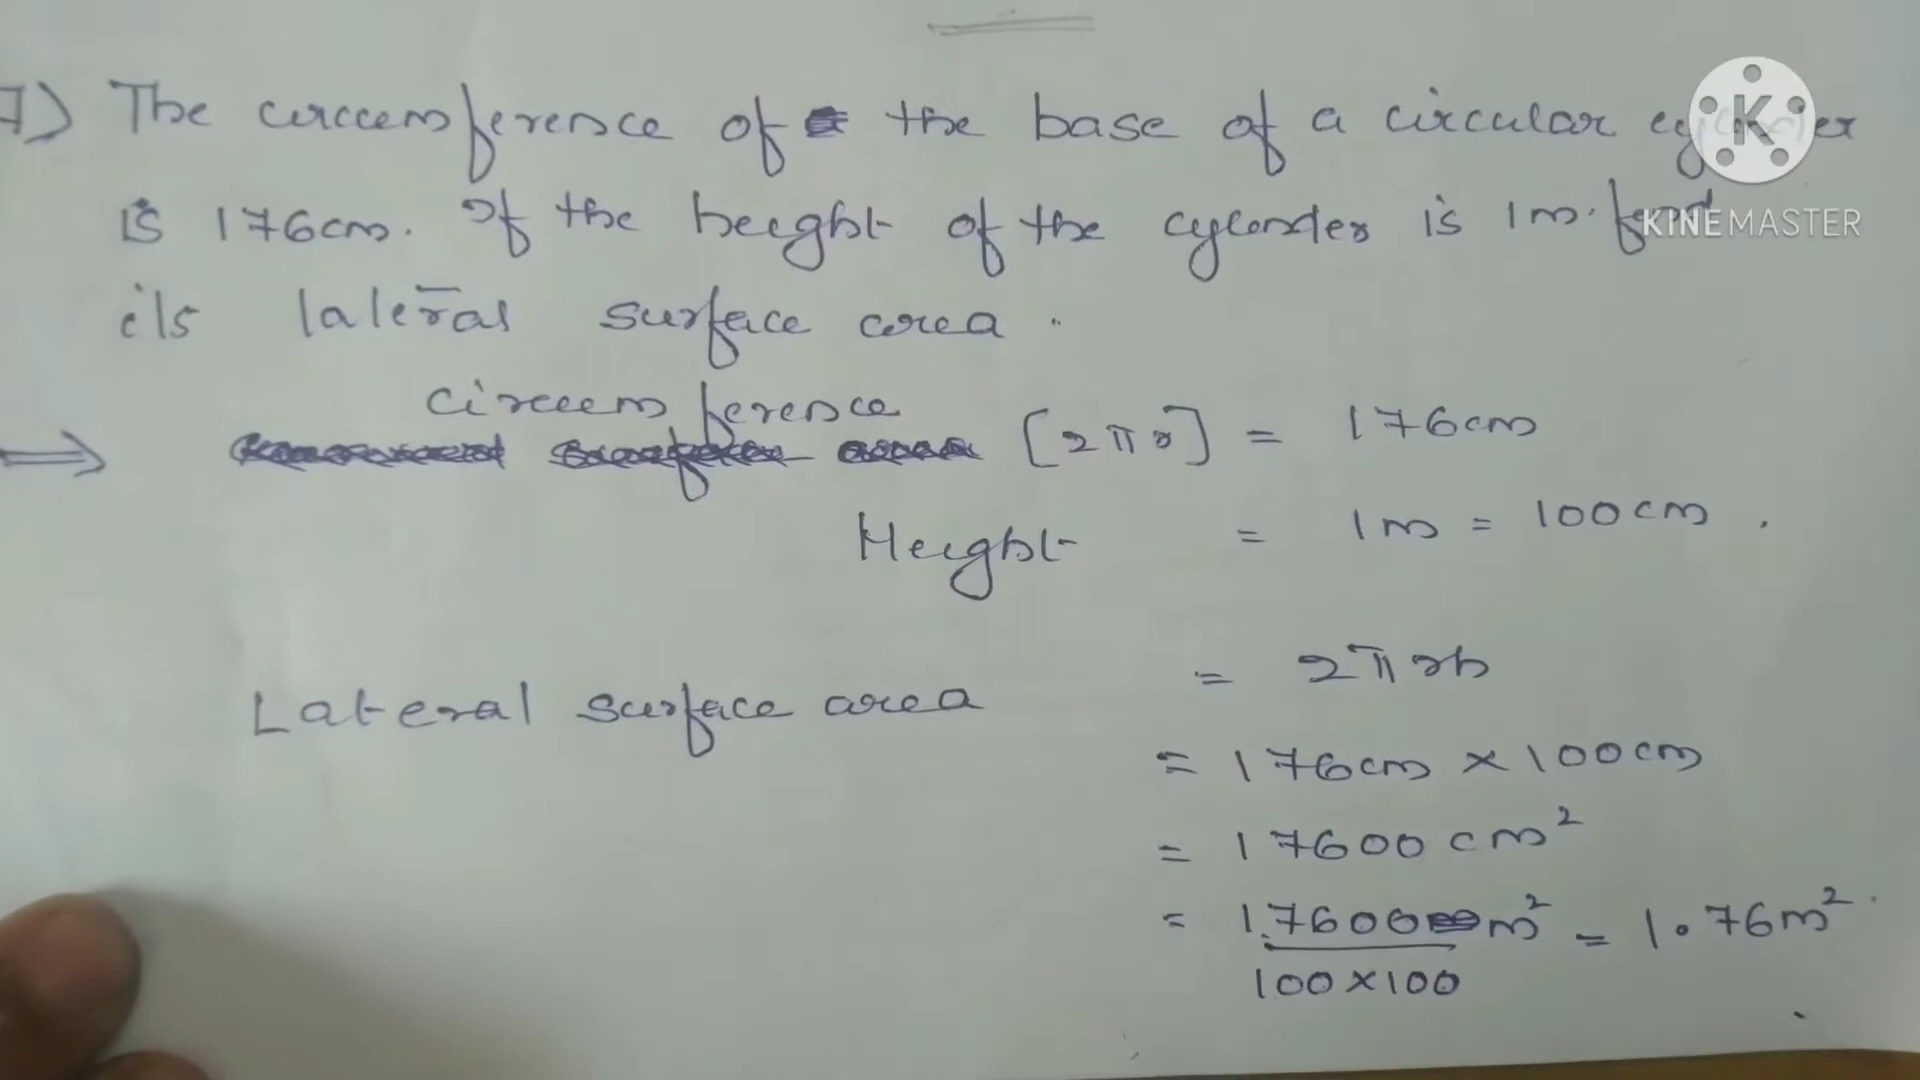 7) The circumference of the base of a circular cylinder
is 176cm. If the height of the cylinder is 1m. find
its lateral surface area.
circumference
⇒ [2πr] = 176cm
Height = 1m = 100cm.
Lateral surface area = 2πrh
= 176cm × 100cm
= 17600 cm²
= 1.7600 m² = 1.76m².
100×100
K
KINEMASTER